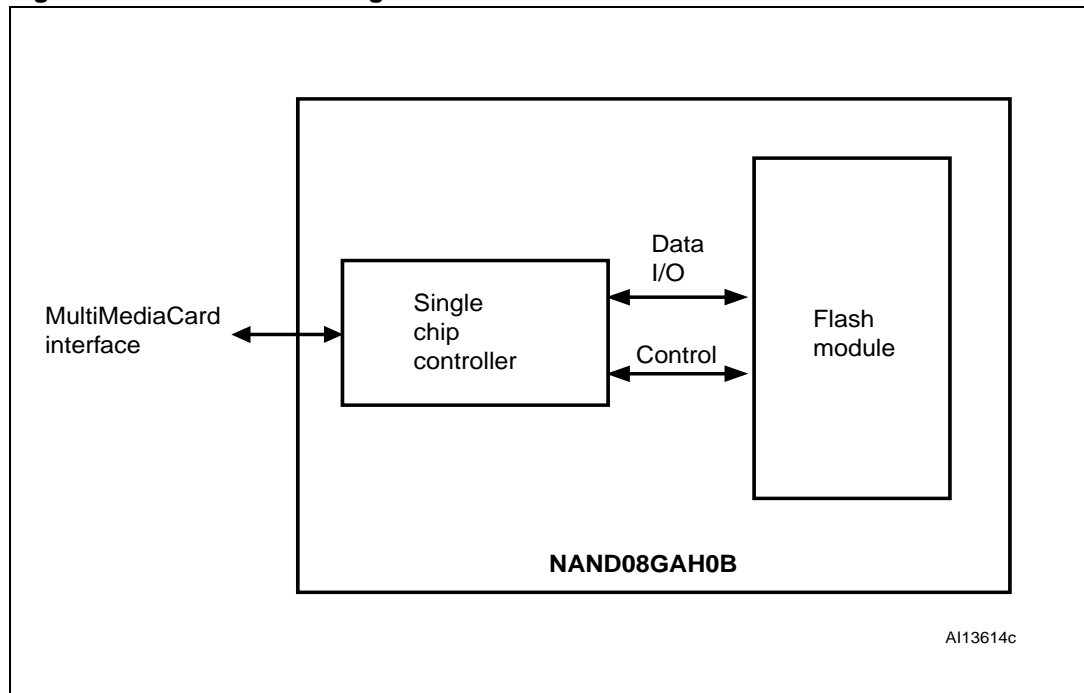 MultiMediaCard
interface
Single
chip
controller
Data
I/O
Control
Flash
module
NAND08GAH0B
AI13614c